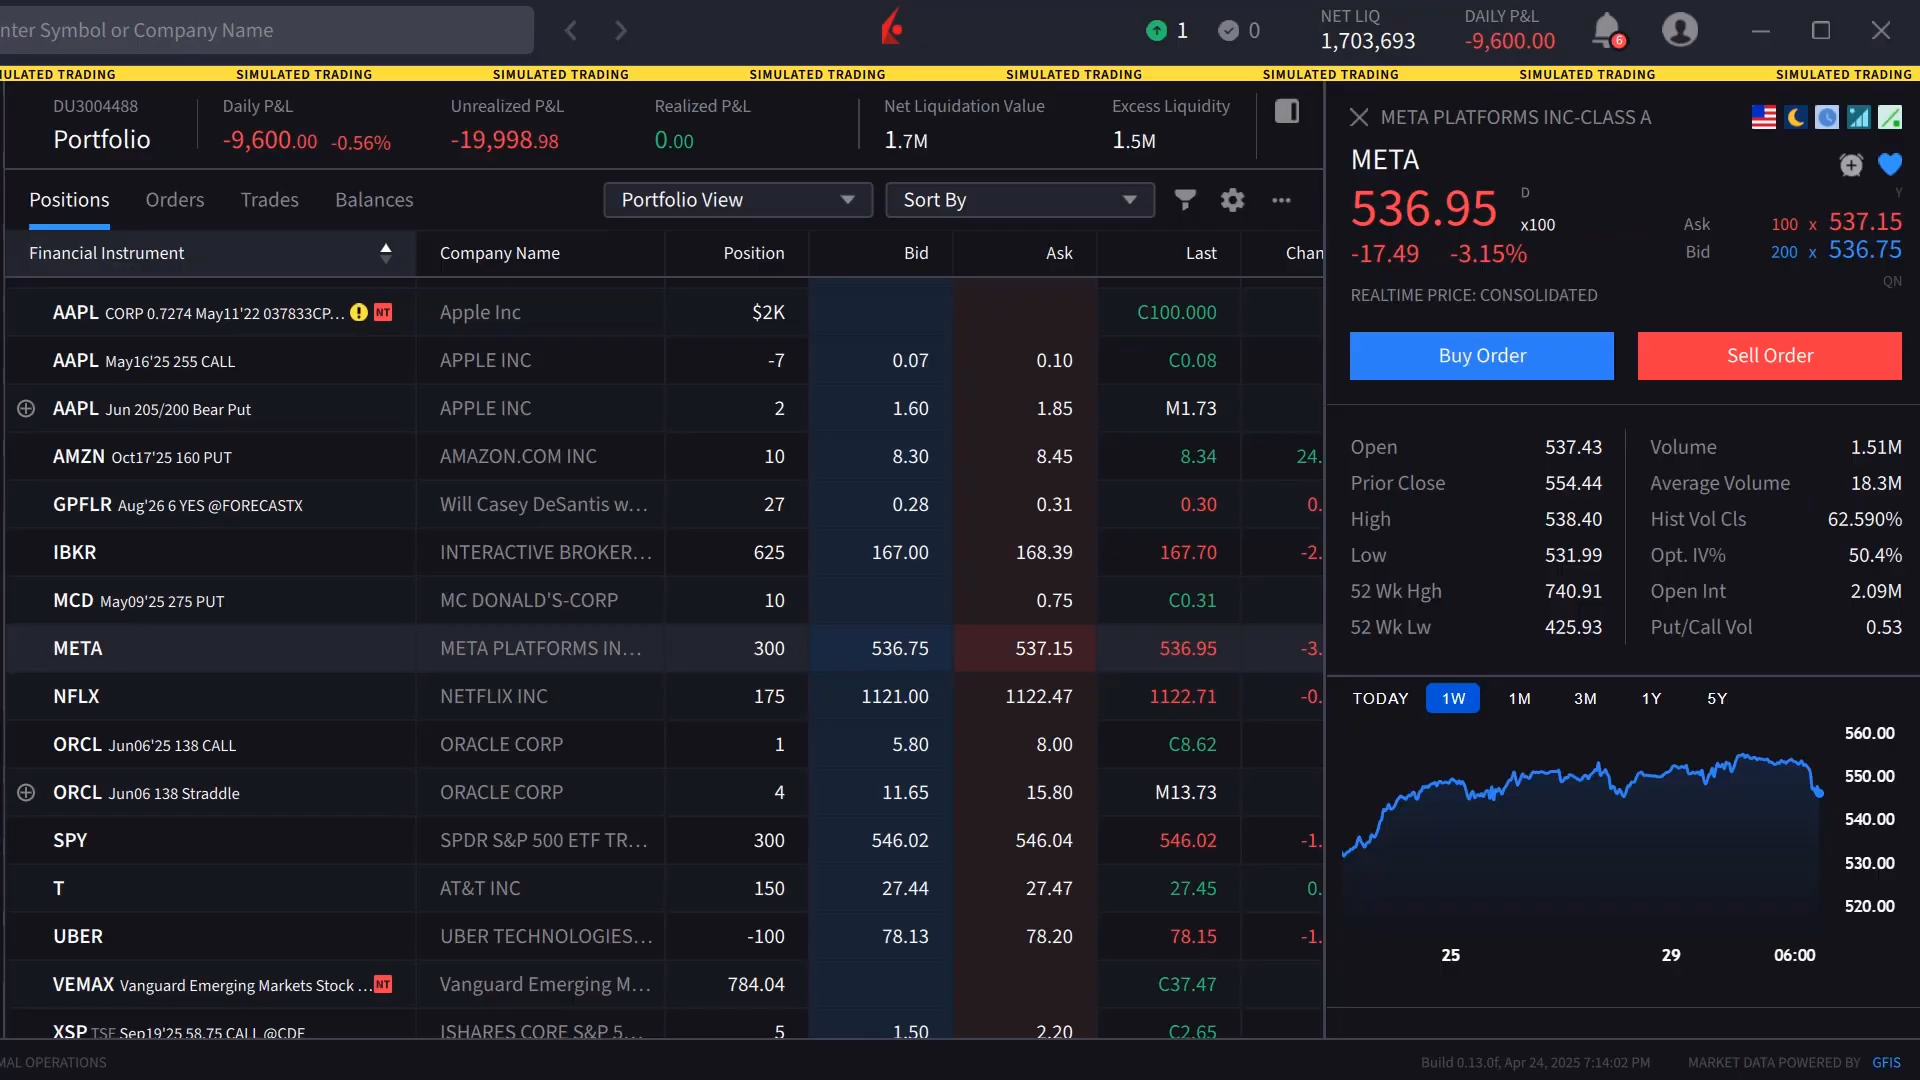 nter Symbol or Company Name
1
0
NET LIQ
1,703,693
DAILY P&L
-9,600.00
6
ULATED TRADING SIMULATED TRADING SIMULATED TRADING SIMULATED TRADING SIMULATED TRADING SIMULATED TRADING SIMULATED TRADING SIMULATED TRADING
DU3004488
Portfolio
Daily P&L
-9,600.00 -0.56%
Unrealized P&L
-19,998.98
Realized P&L
0.00
Net Liquidation Value
1.7M
Excess Liquidity
1.5M
Positions Orders Trades Balances Portfolio View Sort By
Financial Instrument Company Name Position Bid Ask Last Chan
AAPL CORP 0.7274 May11'22 037833CP... NT Apple Inc $2K C100.000
AAPL May16'25 255 CALL APPLE INC -7 0.07 0.10 C0.08
AAPL Jun 205/200 Bear Put APPLE INC 2 1.60 1.85 M1.73
AMZN Oct17'25 160 PUT AMAZON.COM INC 10 8.30 8.45 8.34 24.
GPFLR Aug'26 6 YES @FORECASTX Will Casey DeSantis w... 27 0.28 0.31 0.30 0.
IBKR INTERACTIVE BROKER... 625 167.00 168.39 167.70 -2.
MCD May09'25 275 PUT MC DONALD'S-CORP 10 0.75 C0.31
META META PLATFORMS IN... 300 536.75 537.15 536.95 -3.
NFLX NETFLIX INC 175 1121.00 1122.47 1122.71 -0.
ORCL Jun06'25 138 CALL ORACLE CORP 1 5.80 8.00 C8.62
ORCL Jun06 138 Straddle ORACLE CORP 4 11.65 15.80 M13.73
SPY SPDR S&P 500 ETF TR... 300 546.02 546.04 546.02 -1.
T AT&T INC 150 27.44 27.47 27.45 0.
UBER UBER TECHNOLOGIES... -100 78.13 78.20 78.15 -1.
VEMAX Vanguard Emerging Markets Stock ... NT Vanguard Emerging M... 784.04 C37.47
XSP TSE Sep19'25 58.75 CALL @CDE ISHARES CORE S&P 5... 5 1.50 2.20 C2.65
META PLATFORMS INC-CLASS A
META
536.95 D x100
-17.49 -3.15%
Y
Ask 100 x 537.15
Bid 200 x 536.75
QN
REALTIME PRICE: CONSOLIDATED
Buy Order Sell Order
Open 537.43 Volume 1.51M
Prior Close 554.44 Average Volume 18.3M
High 538.40 Hist Vol Cls 62.590%
Low 531.99 Opt. IV% 50.4%
52 Wk Hgh 740.91 Open Int 2.09M
52 Wk Lw 425.93 Put/Call Vol 0.53
TODAY 1W 1M 3M 1Y 5Y
560.00
550.00
540.00
530.00
520.00
25 29 06:00
MAL OPERATIONS
Build 0.13.0f, Apr 24, 2025 7:14:02 PM MARKET DATA POWERED BY GFIS